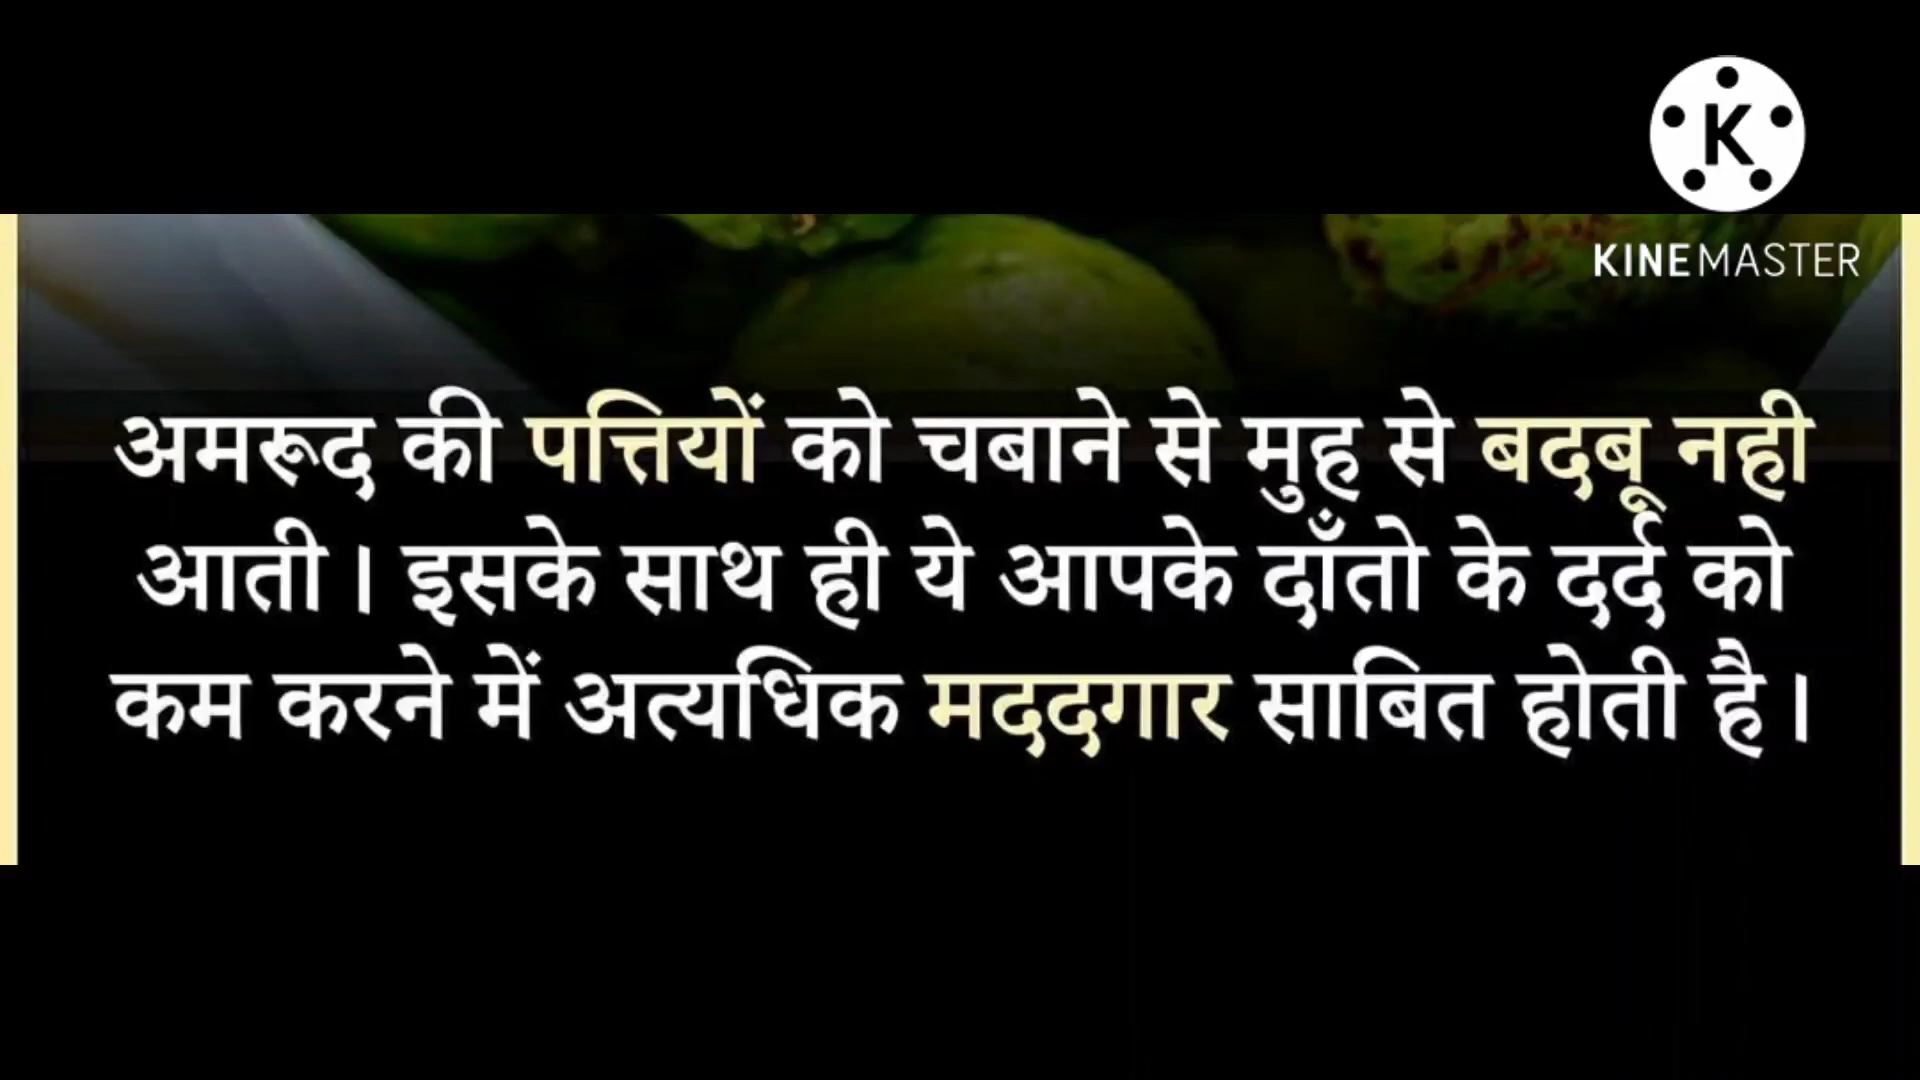 KINEMASTER
अमरूद की पत्तियों को चबाने से मुह से बदबू नही
आती। इसके साथ ही ये आपके दाँतो के दर्द को
कम करने में अत्यधिक मददगार साबित होती है।